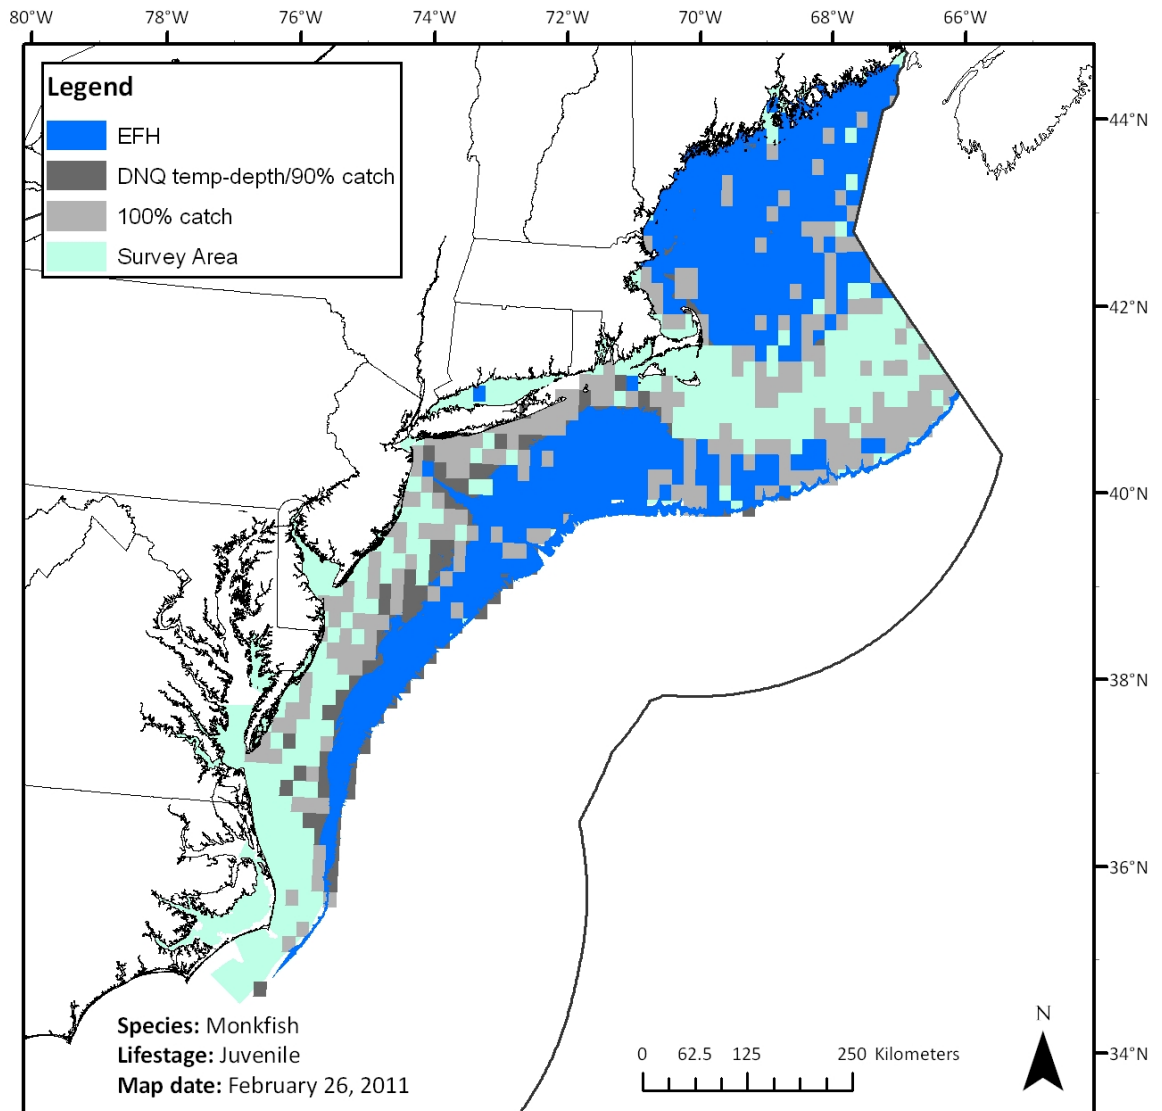 80°W 78°W 76°W 74°W 72°W 70°W 68°W 66°W
Legend
EFH
DNQ temp-depth/90% catch
100% catch
Survey Area
44°N
42°N
40°N
38°N
36°N
34°N
Species: Monkfish
Lifestage: Juvenile
Map date: February 26, 2011
0 62.5 125 250 Kilometers
N